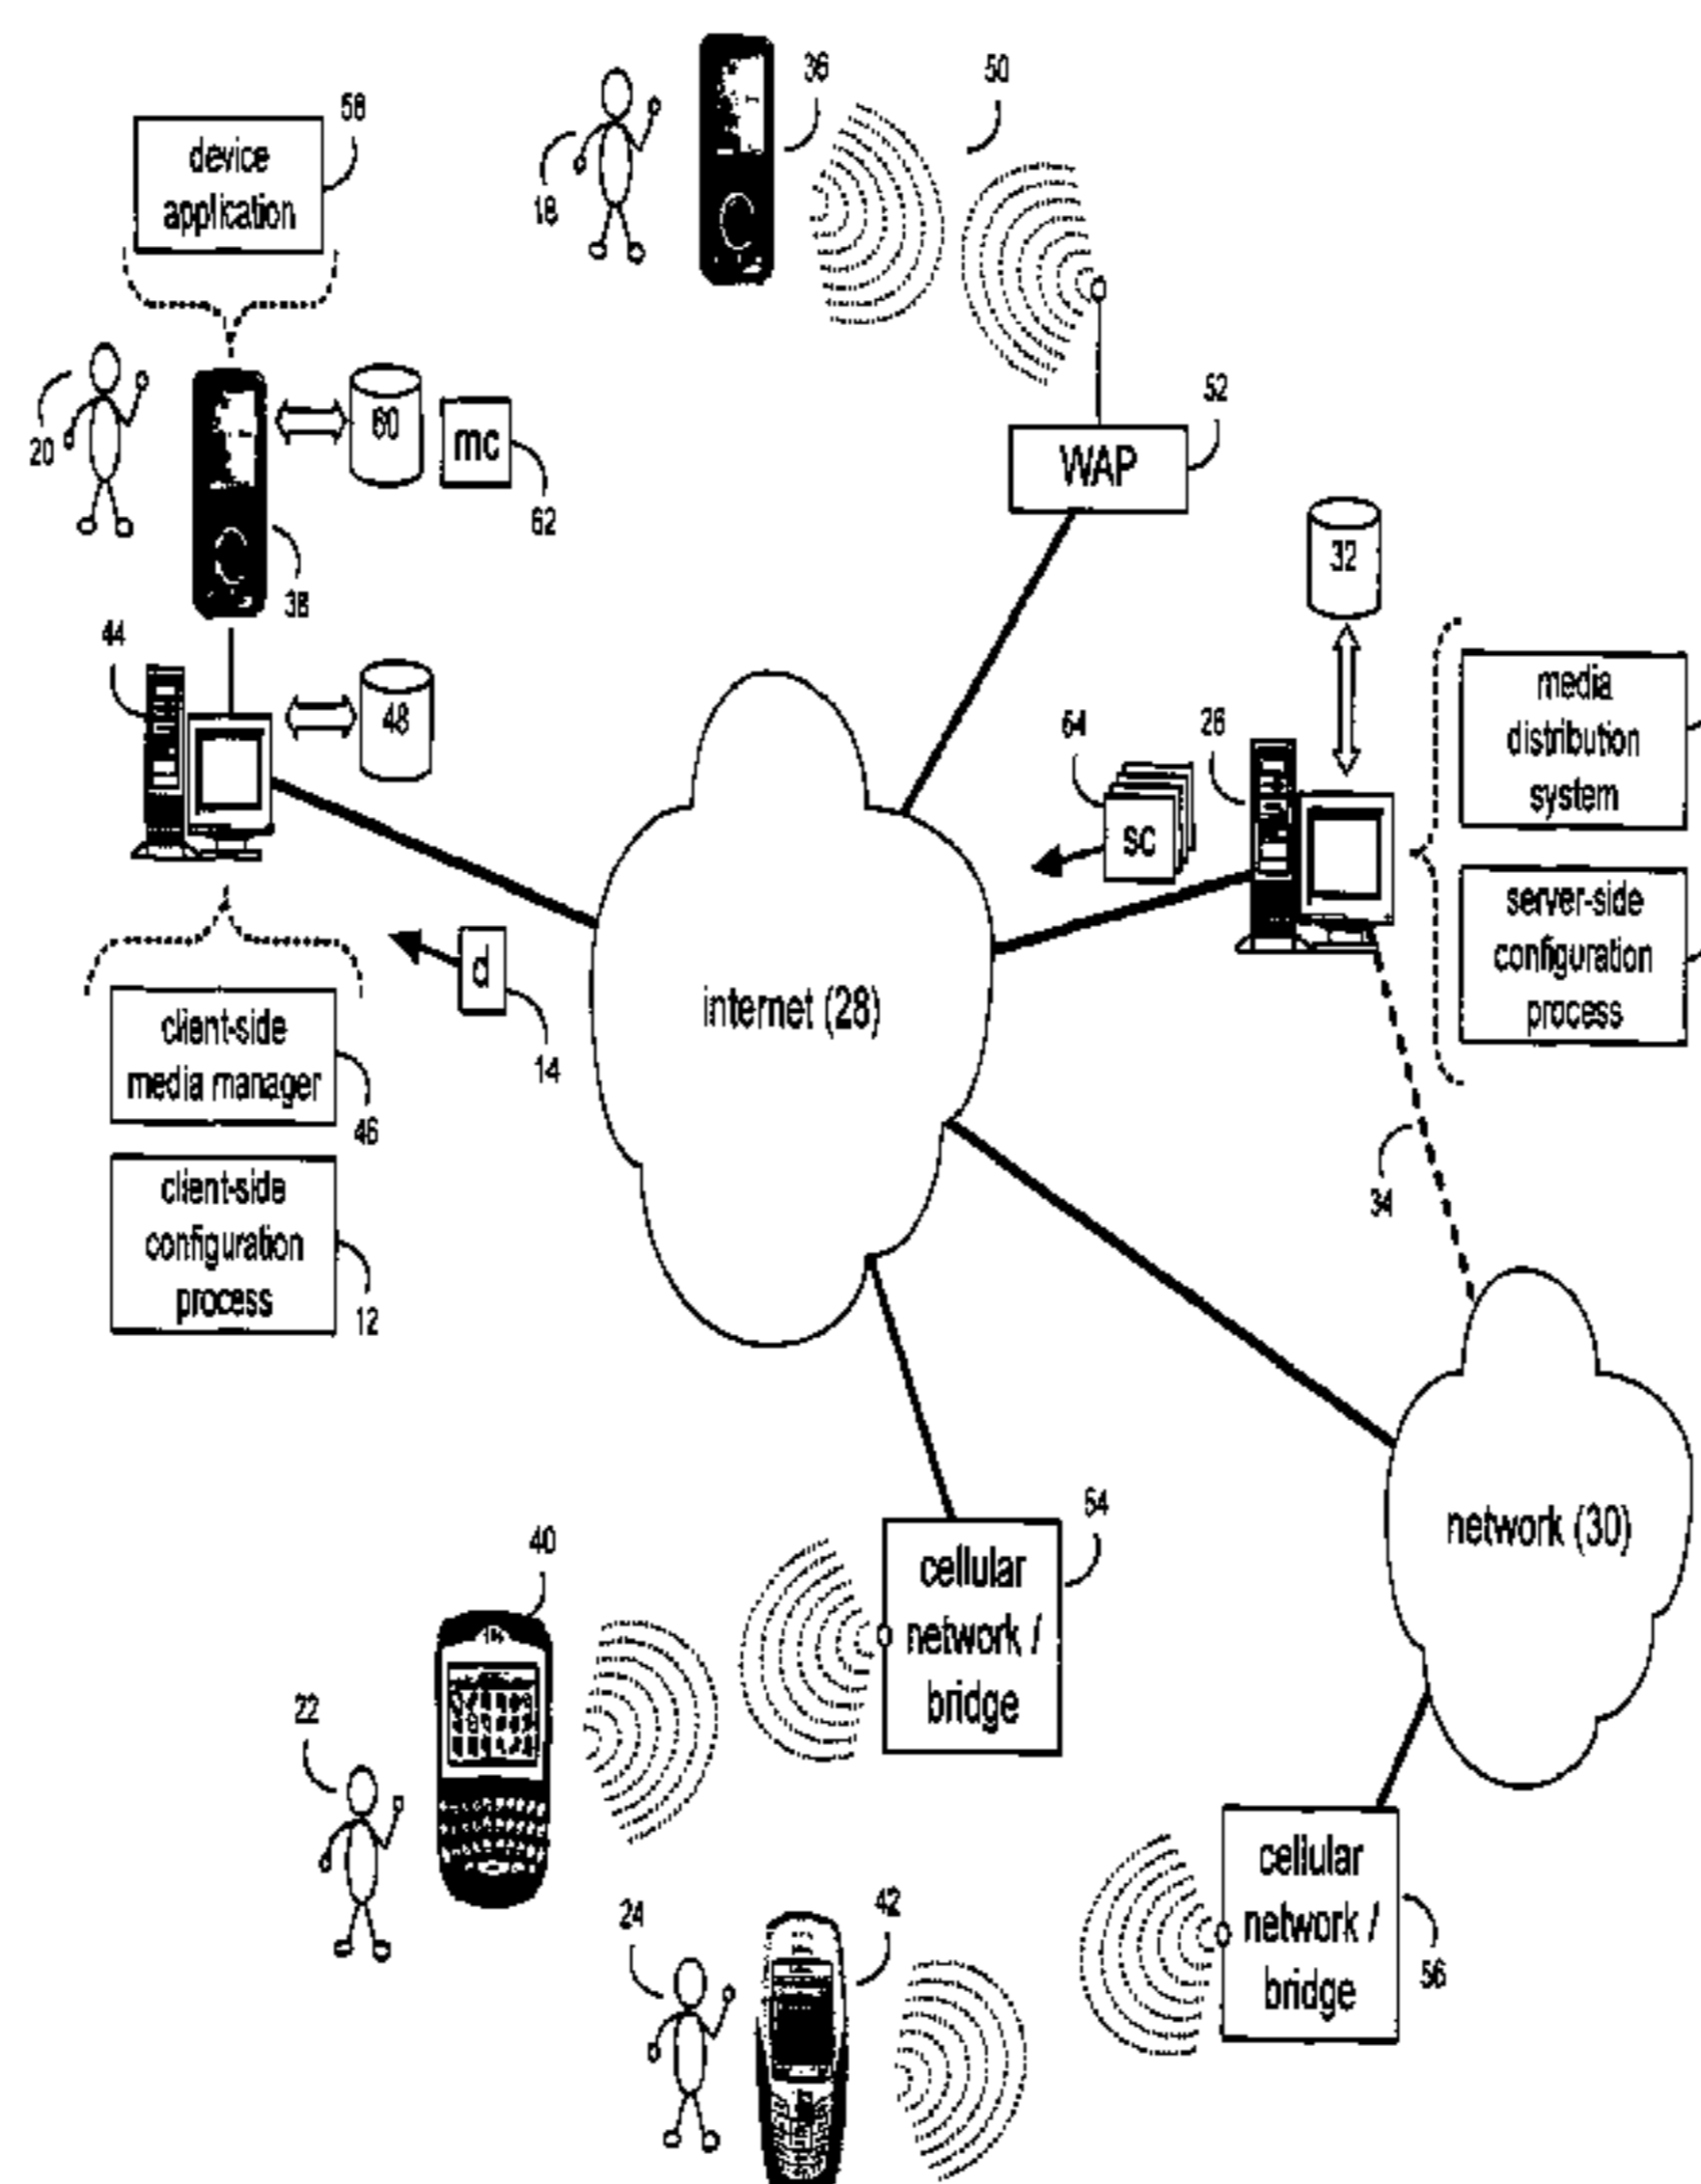 36
50
58
device
application
18
52
WAP
20
60
mc
62
32
38
44
48
media
distribution
system
64
26
sc
server-side
configuration
process
d
14
internet (28)
client-side
media manager
46
34
client-side
configuration
process
12
54
40
cellular
network /
bridge
network (30)
22
cellular
network /
bridge
56
24
42